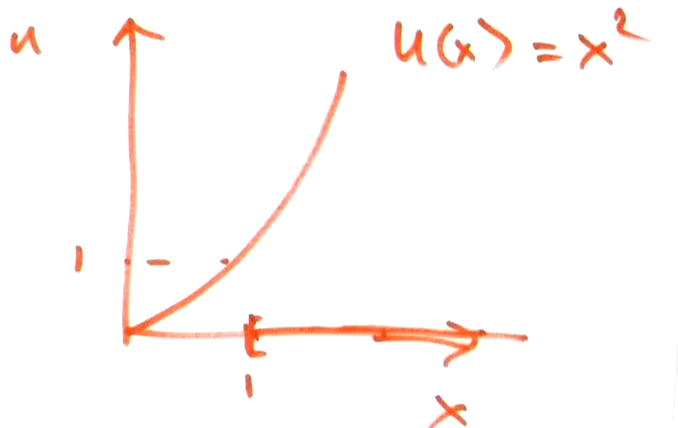 u
u(x) = x²
1
1
x